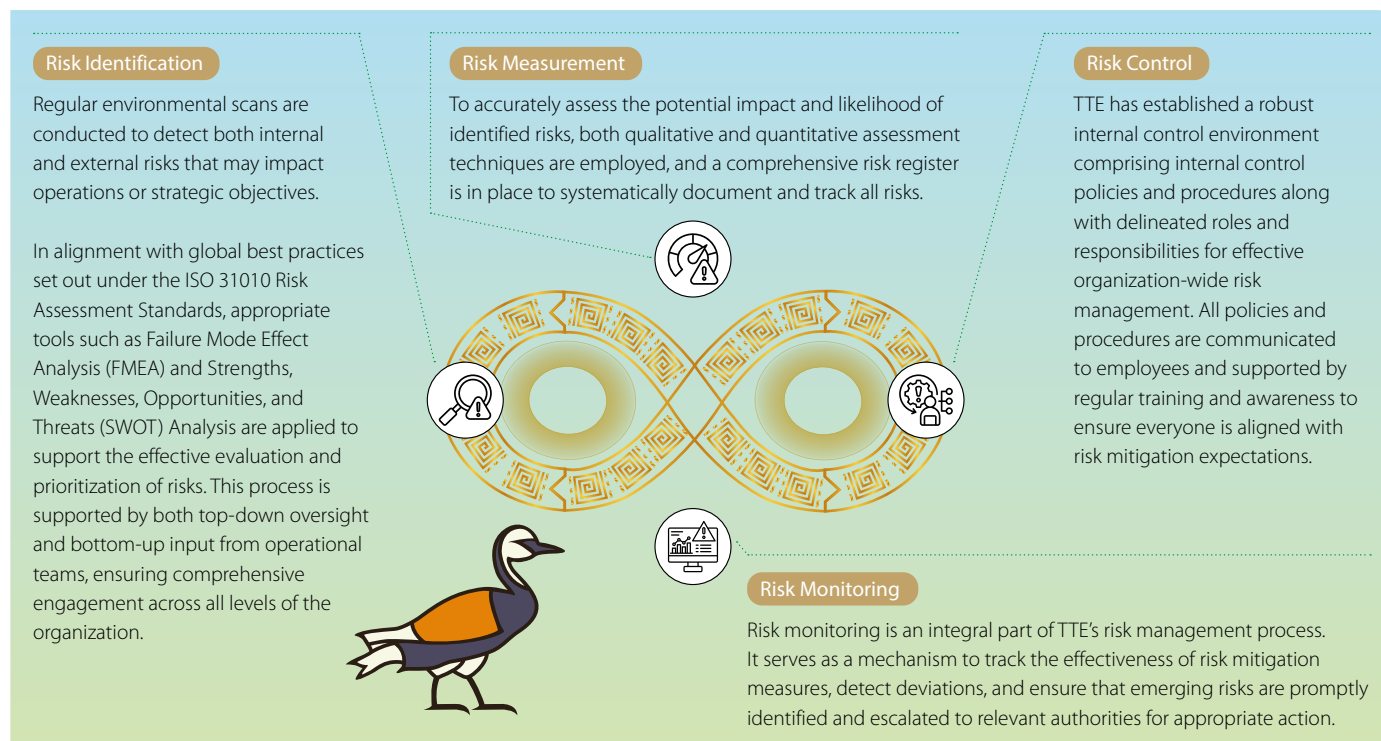 Risk Identification
Regular environmental scans are
conducted to detect both internal
and external risks that may impact
operations or strategic objectives.
In alignment with global best practices
set out under the ISO 31010 Risk
Assessment Standards, appropriate
tools such as Failure Mode Effect
Analysis (FMEA) and Strengths,
Weaknesses, Opportunities, and
Threats (SWOT) Analysis are applied to
support the effective evaluation and
prioritization of risks. This process is
supported by both top-down oversight
and bottom-up input from operational
teams, ensuring comprehensive
engagement across all levels of the
organization.
Risk Measurement
To accurately assess the potential impact and likelihood of
identified risks, both qualitative and quantitative assessment
techniques are employed, and a comprehensive risk register
is in place to systematically document and track all risks.
Risk Control
TTE has established a robust
internal control environment
comprising internal control
policies and procedures along
with delineated roles and
responsibilities for effective
organization-wide risk
management. All policies and
procedures are communicated
to employees and supported by
regular training and awareness to
ensure everyone is aligned with
risk mitigation expectations.
Risk Monitoring
Risk monitoring is an integral part of TTE's risk management process.
It serves as a mechanism to track the effectiveness of risk mitigation
measures, detect deviations, and ensure that emerging risks are promptly
identified and escalated to relevant authorities for appropriate action.